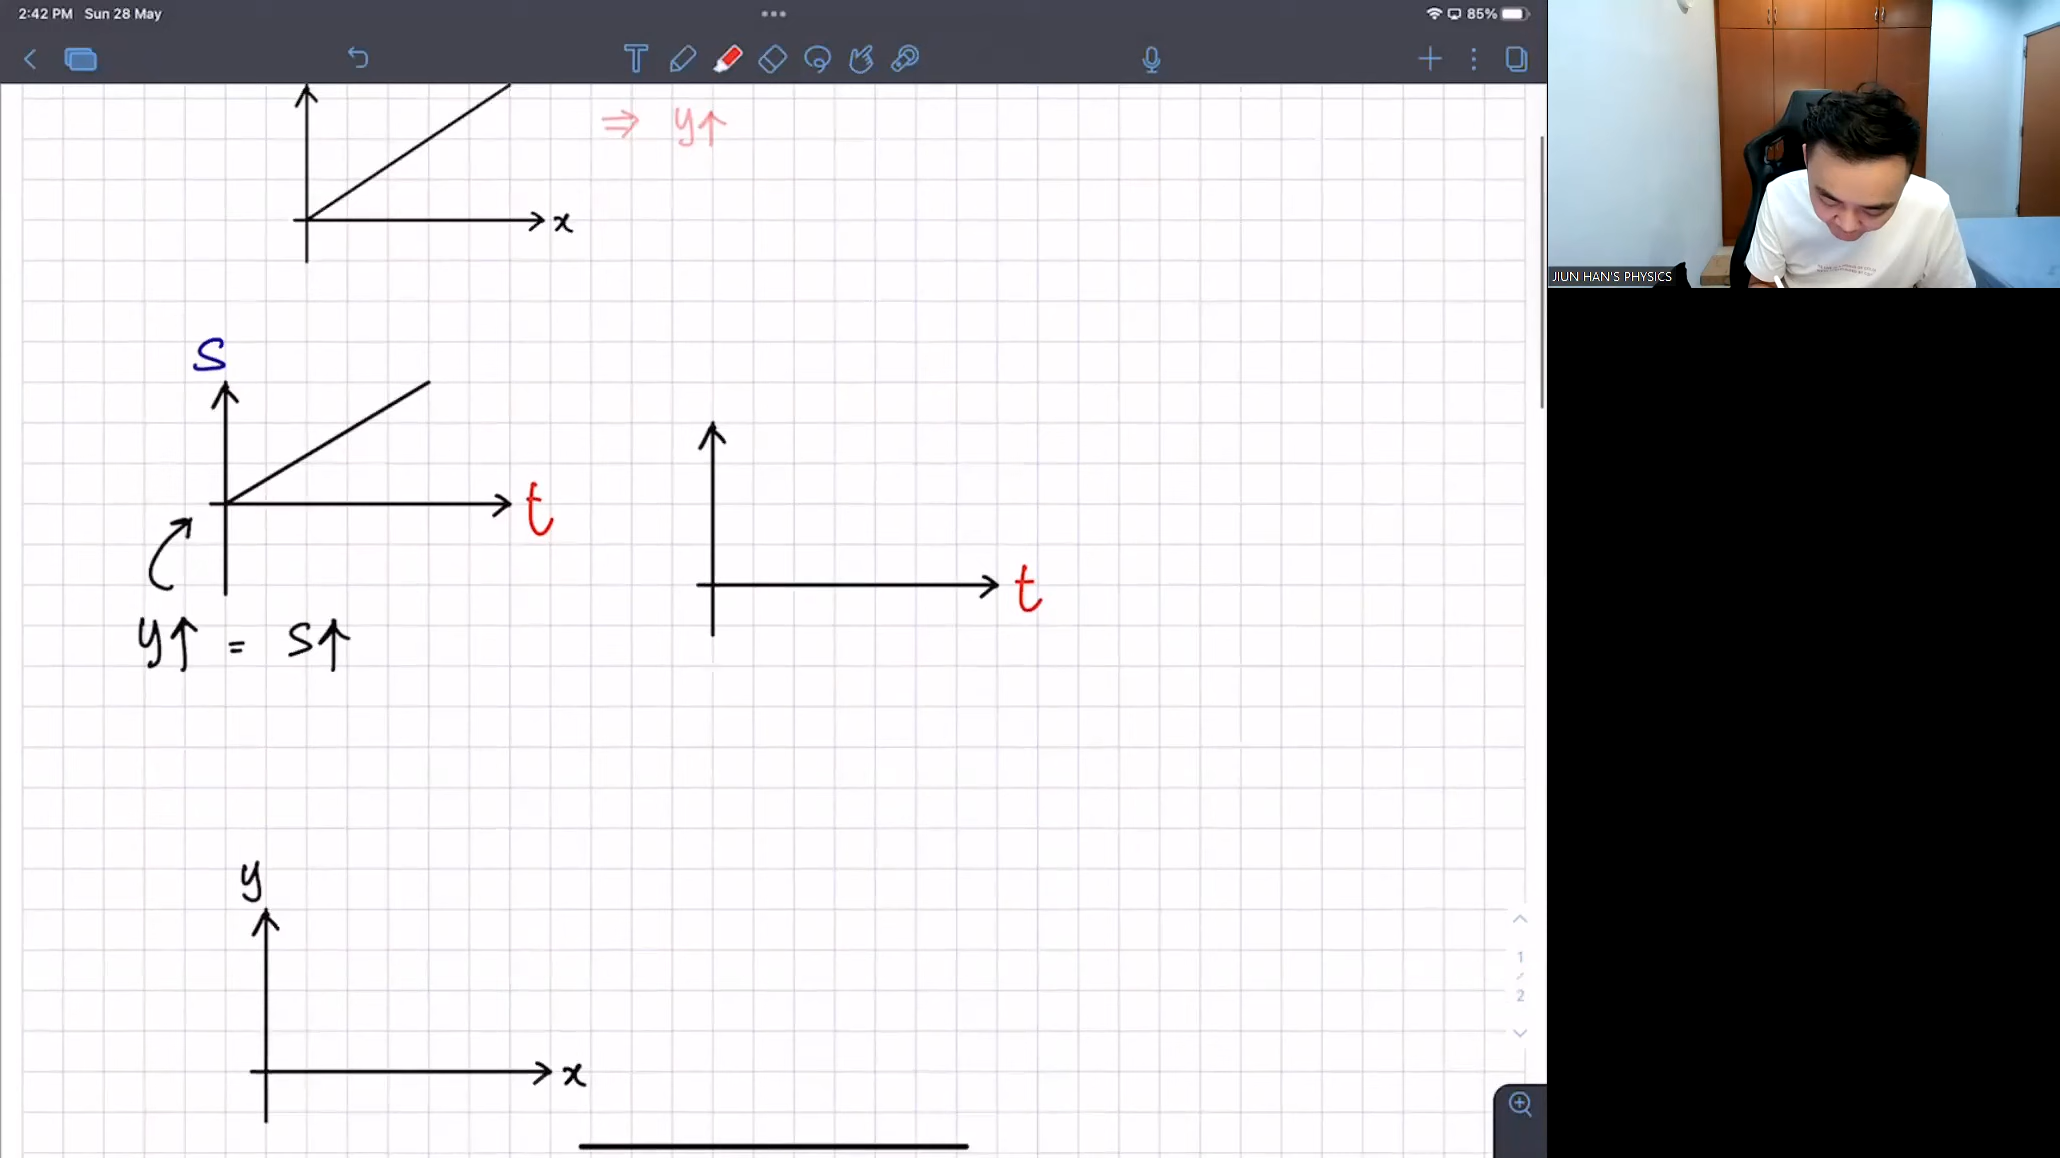 2:42 PM Sun 28 May
85%
⇒ y↑
x
JIUN HAN'S PHYSICS
s
t
t
y↑ = s↑
y
x
1
/
2